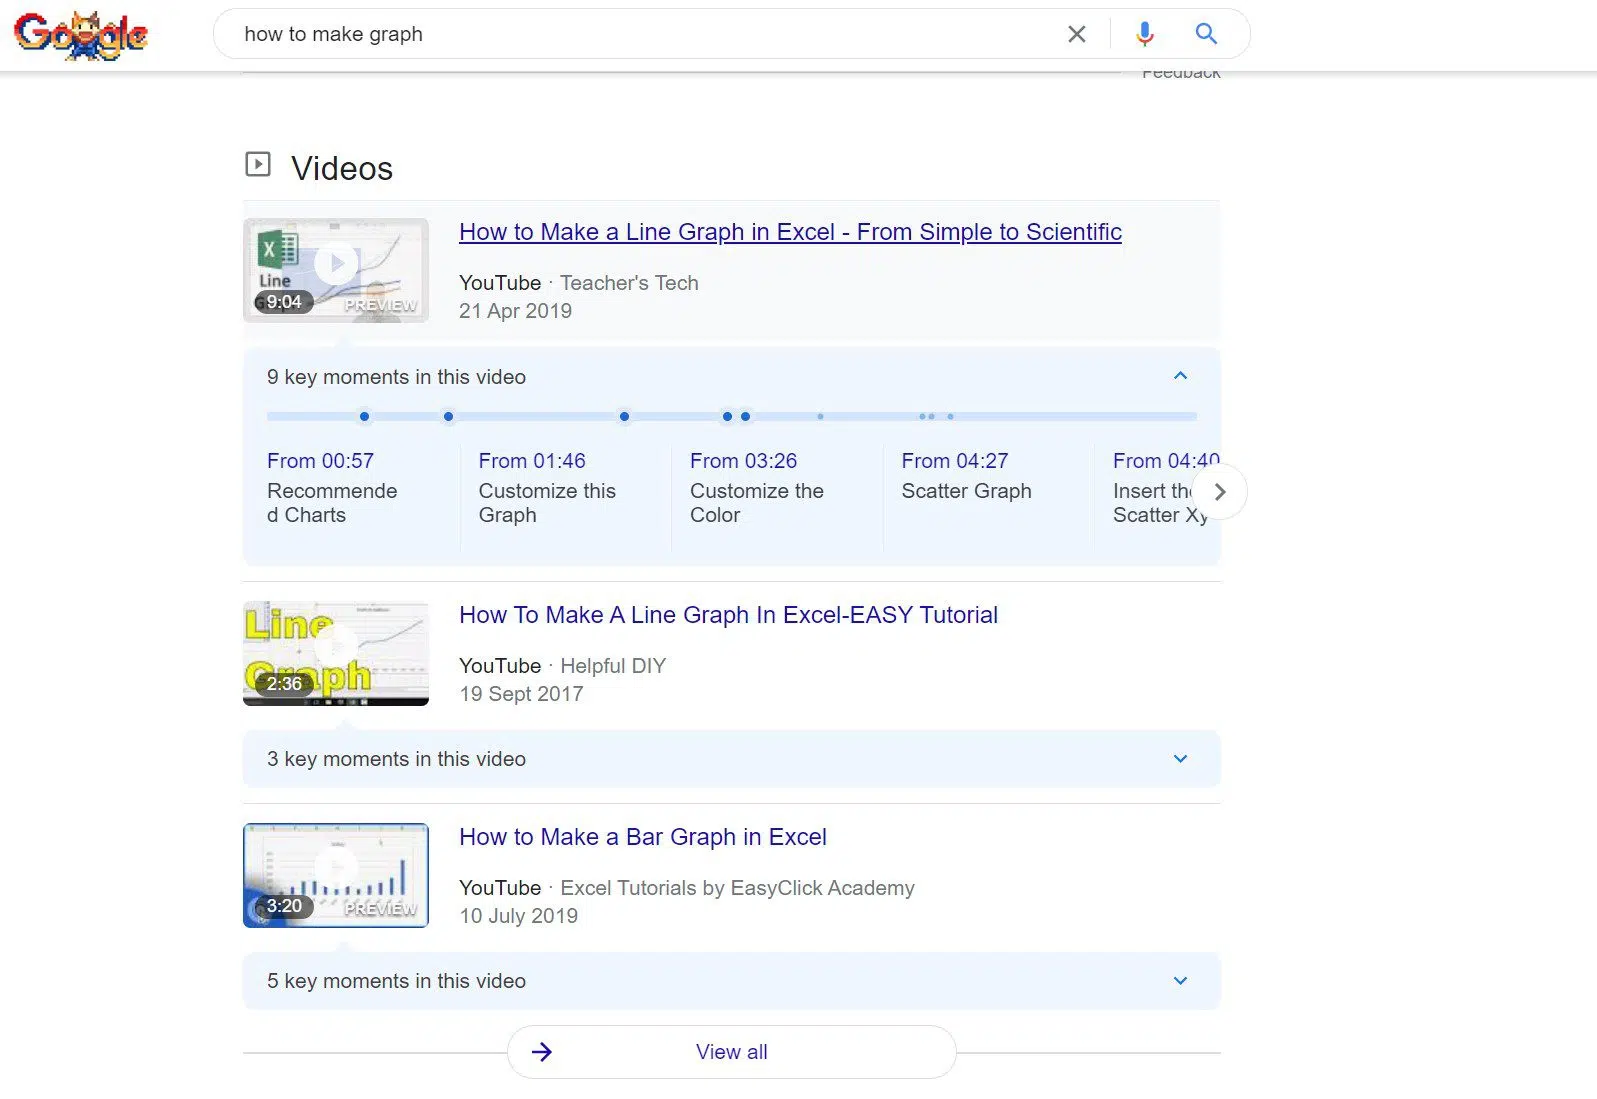 Google
how to make graph
Feedback
Videos
How to Make a Line Graph in Excel - From Simple to Scientific
Line
9:04
PREVIEW
YouTube · Teacher's Tech
21 Apr 2019
9 key moments in this video
From 00:57
Recommende
d Charts
From 01:46
Customize this
Graph
From 03:26
Customize the
Color
From 04:27
Scatter Graph
From 04:40
Insert the
Scatter Xy
How To Make A Line Graph In Excel-EASY Tutorial
Line
Graph
2:36
YouTube · Helpful DIY
19 Sept 2017
3 key moments in this video
How to Make a Bar Graph in Excel
3:20
PREVIEW
YouTube · Excel Tutorials by EasyClick Academy
10 July 2019
5 key moments in this video
View all